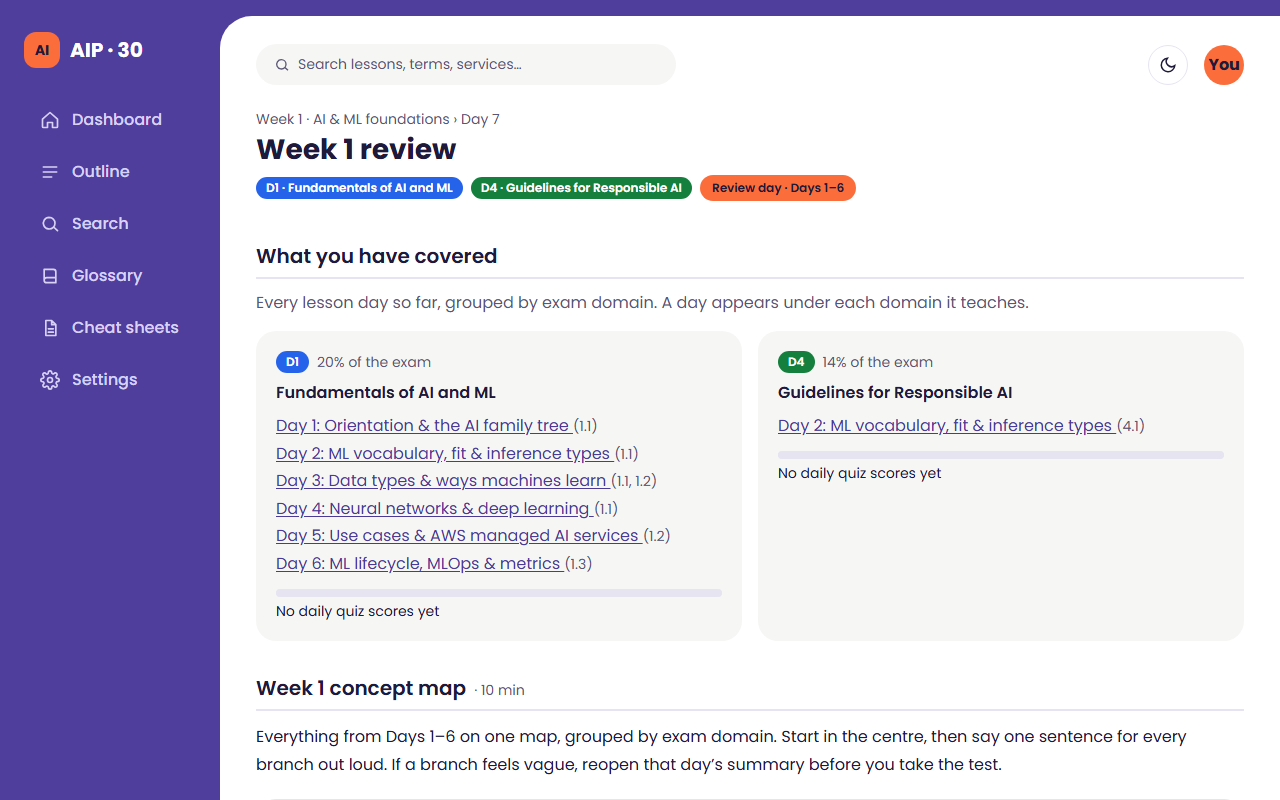 AI
AIP · 30
Dashboard
Outline
Search
Glossary
Cheat sheets
Settings
Search lessons, terms, services...
You
Week 1 · AI & ML foundations › Day 7
Week 1 review
D1 · Fundamentals of AI and ML
D4 · Guidelines for Responsible AI
Review day · Days 1–6
What you have covered
Every lesson day so far, grouped by exam domain. A day appears under each domain it teaches.
D1 20% of the exam
Fundamentals of AI and ML
Day 1: Orientation & the AI family tree (1.1)
Day 2: ML vocabulary, fit & inference types (1.1)
Day 3: Data types & ways machines learn (1.1, 1.2)
Day 4: Neural networks & deep learning (1.1)
Day 5: Use cases & AWS managed AI services (1.2)
Day 6: ML lifecycle, MLOps & metrics (1.3)
No daily quiz scores yet
D4 14% of the exam
Guidelines for Responsible AI
Day 2: ML vocabulary, fit & inference types (4.1)
No daily quiz scores yet
Week 1 concept map · 10 min
Everything from Days 1–6 on one map, grouped by exam domain. Start in the centre, then say one sentence for every
branch out loud. If a branch feels vague, reopen that day’s summary before you take the test.